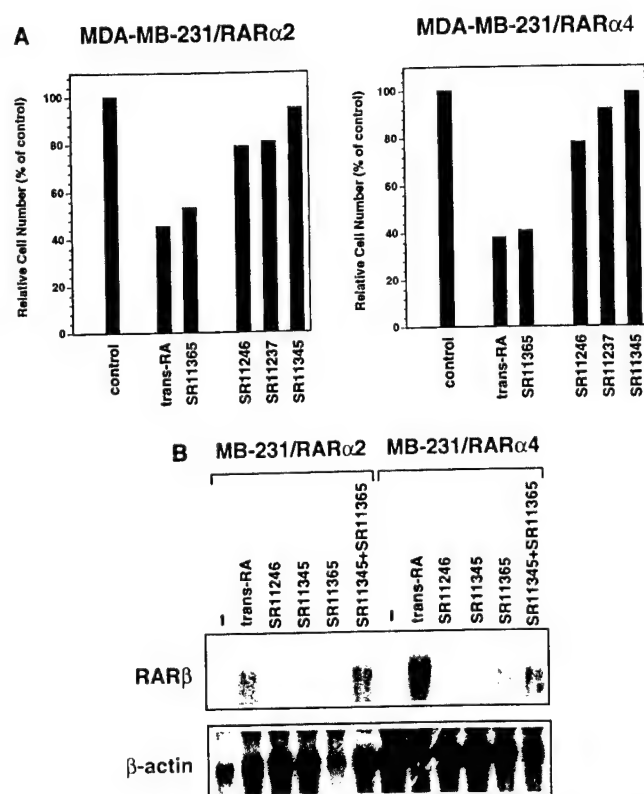 A MDA-MB-231/RARα2
Relative Cell Number (% of control)
100
80
60
40
20
0
control
trans-RA
SR11365
SR11246
SR11237
SR11345
MDA-MB-231/RARα4
Relative Cell Number (% of control)
100
80
60
40
20
0
control
trans-RA
SR11365
SR11246
SR11237
SR11345
B MB-231/RARα2 MB-231/RARα4
–
trans-RA
SR11246
SR11345
SR11365
SR11345+SR11365
–
trans-RA
SR11246
SR11345
SR11365
SR11345+SR11365
RARβ
β-actin